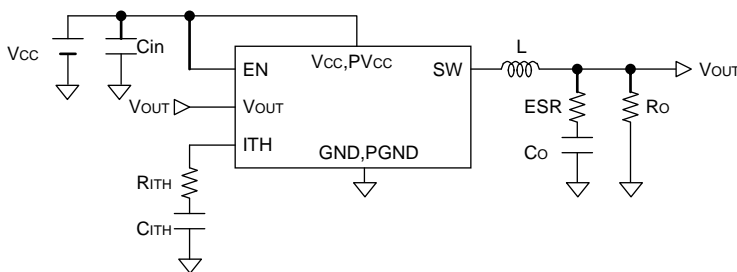 L
VCC
Cin
EN
VCC,PVCC
SW
VOUT
VOUT
VOUT
ESR
RO
ITH
GND,PGND
CO
RITH
CITH